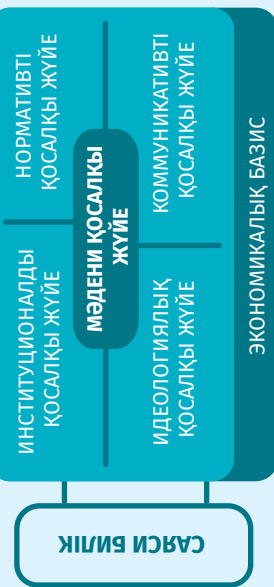 САЯСИ БИЛІК
ИНСТИТУЦИОНАЛДЫ
ҚОСАЛҚЫ ЖҮЙЕ
НОРМАТИВТІ
ҚОСАЛҚЫ ЖҮЙЕ
МӘДЕНИ ҚОСАЛҚЫ
ЖҮЙЕ
ИДЕОЛОГИЯЛЫҚ
ҚОСАЛҚЫ ЖҮЙЕ
КОММУНИКАТИВТІ
ҚОСАЛҚЫ ЖҮЙЕ
ЭКОНОМИКАЛЫҚ БАЗИС